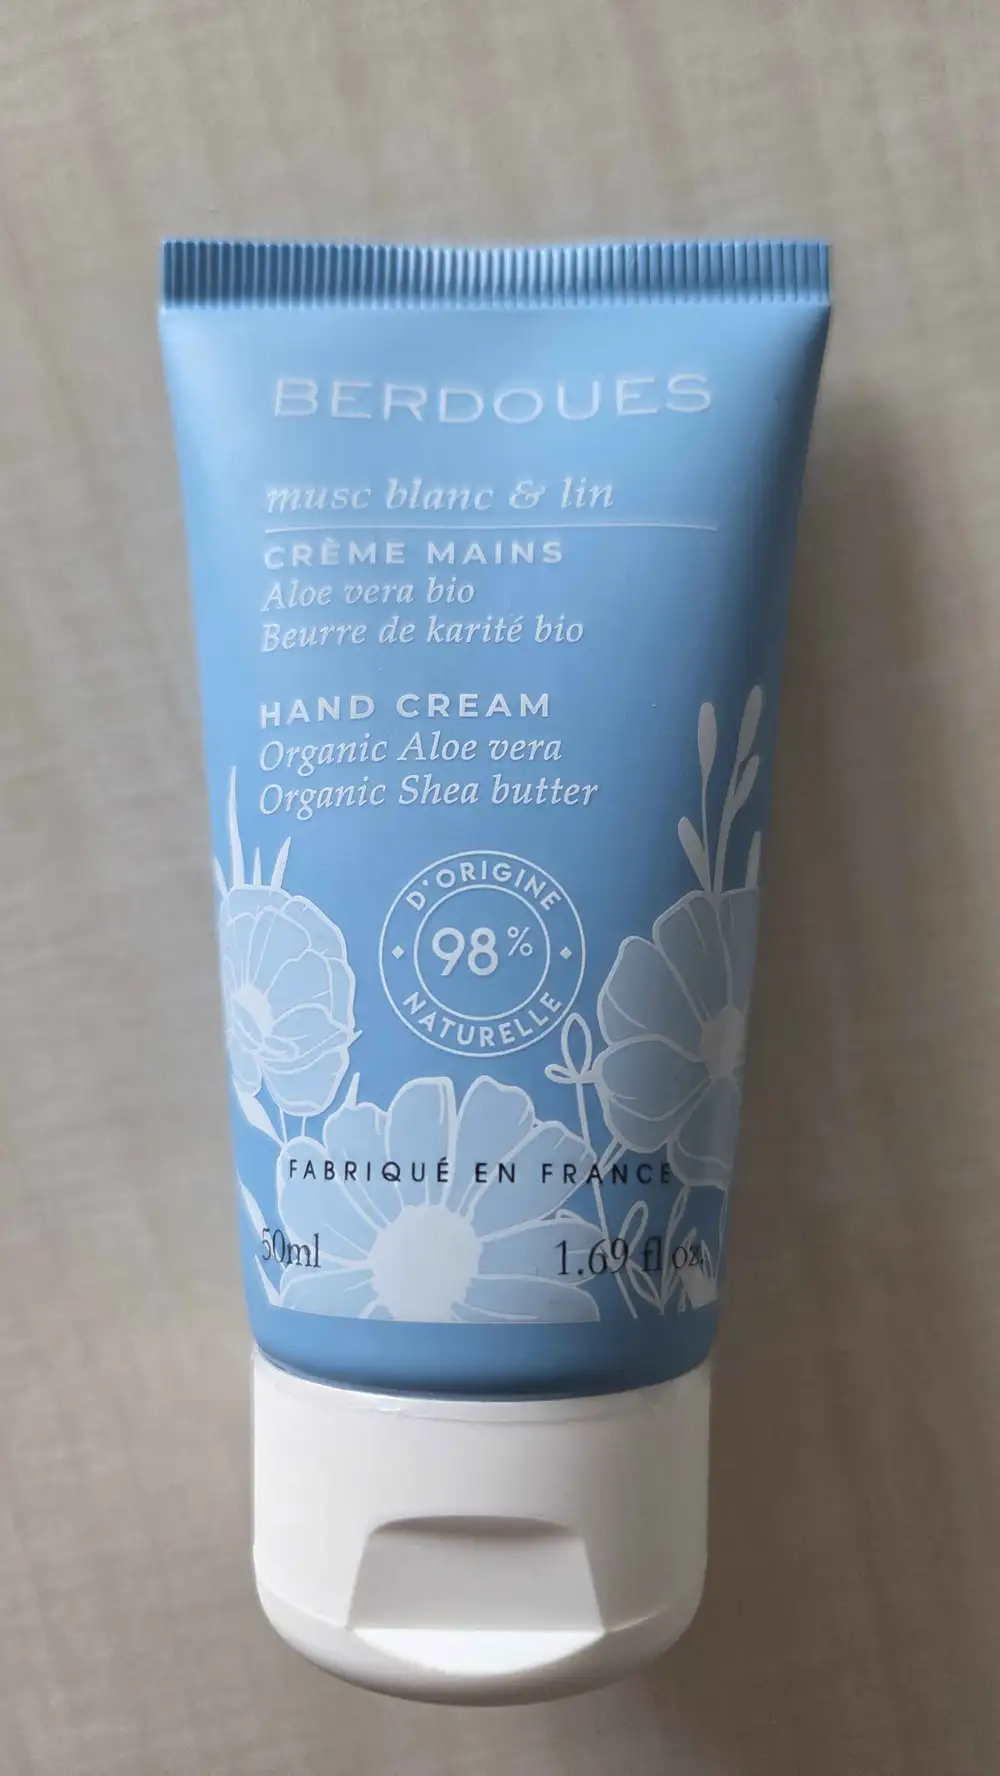 BERDOUES
musc blanc & lin
CRÈME MAINS
Aloe vera bio
Beurre de karité bio
HAND CREAM
Organic Aloe vera
Organic Shea butter
D'ORIGINE
98%
NATURELLE
FABRIQUÉ EN FRANCE
50ml 1.69 fl oz.